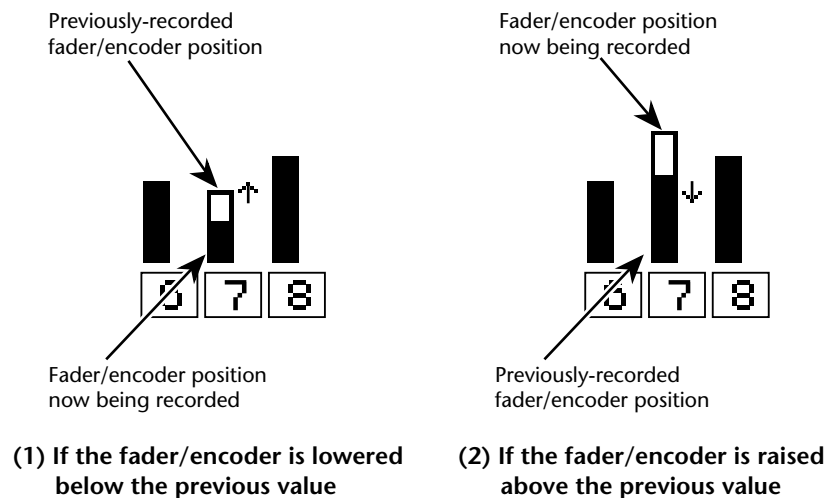 Previously-recorded
fader/encoder position
6 7 8
Fader/encoder position
now being recorded
(1) If the fader/encoder is lowered
below the previous value
Fader/encoder position
now being recorded
6 7 8
Previously-recorded
fader/encoder position
(2) If the fader/encoder is raised
above the previous value